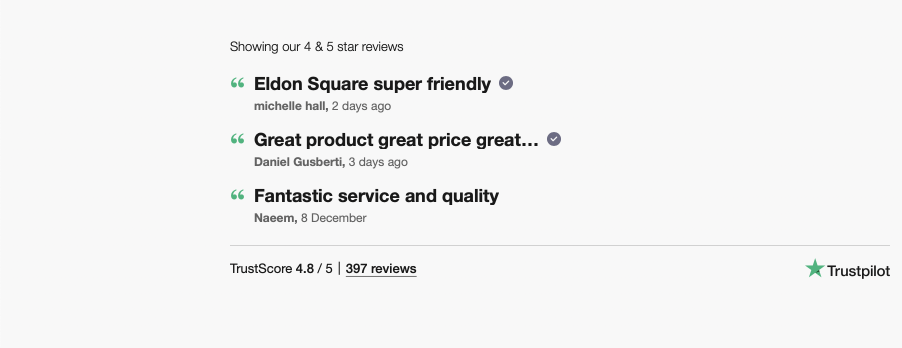 Showing our 4 & 5 star reviews
“ Eldon Square super friendly
michelle hall, 2 days ago
“ Great product great price great...
Daniel Gusberti, 3 days ago
“ Fantastic service and quality
Naeem, 8 December
TrustScore 4.8 / 5 | 397 reviews
Trustpilot